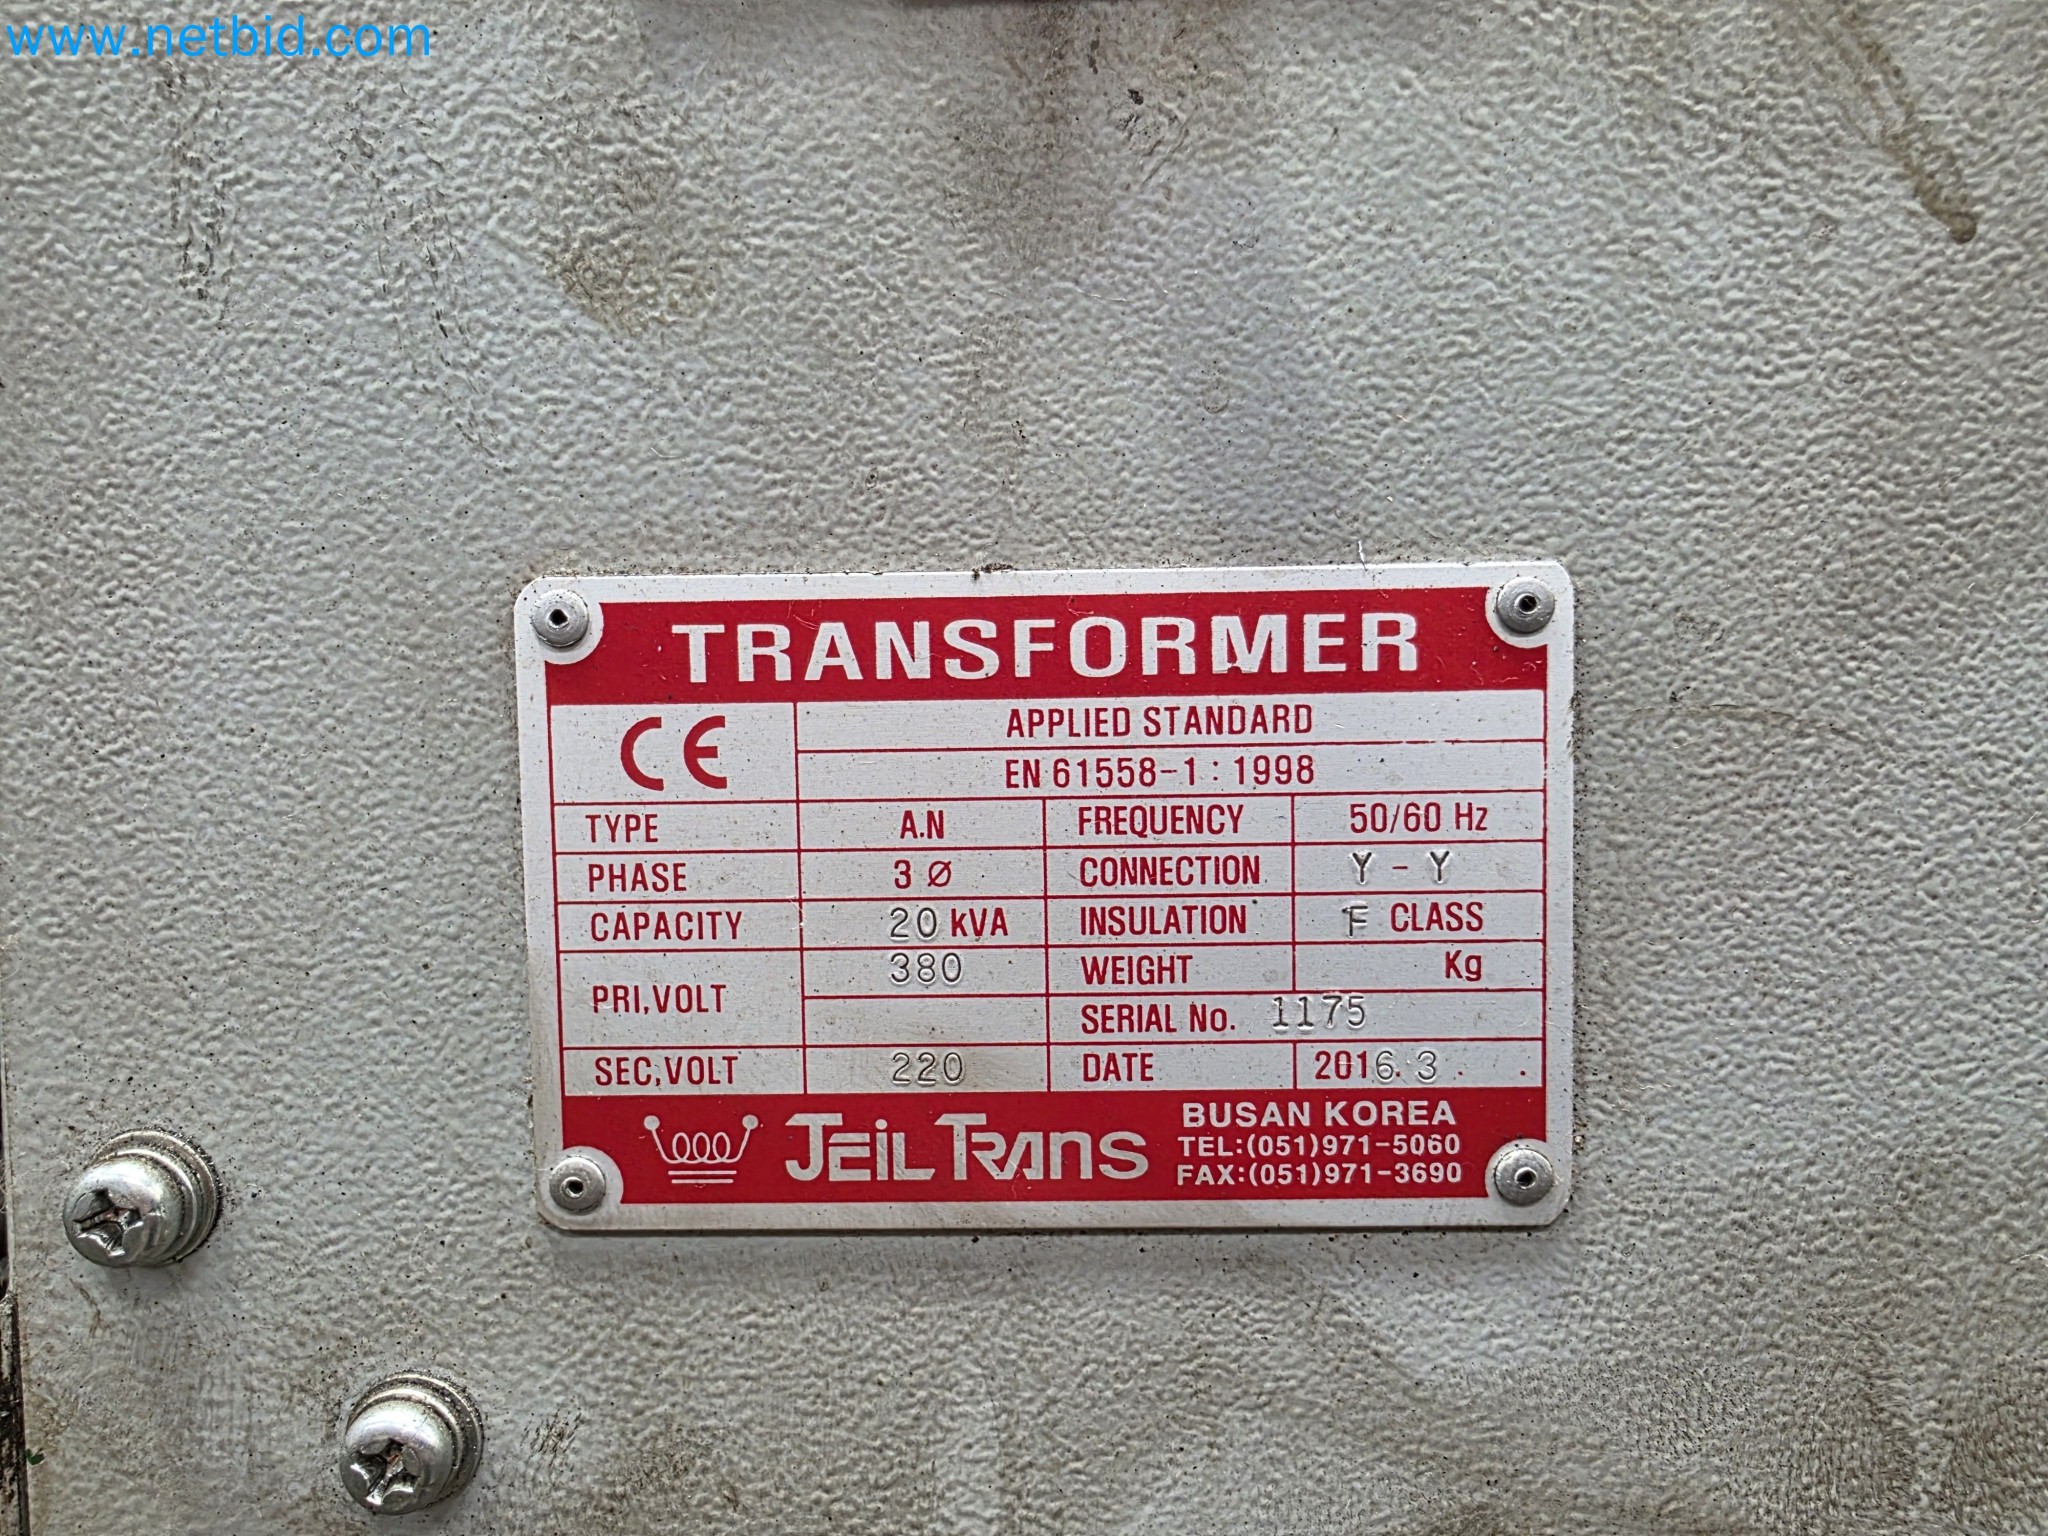 www.netbid.com
TRANSFORMER
CE APPLIED STANDARD
EN 61558-1 : 1998
TYPE A.N FREQUENCY 50/60 Hz
PHASE 3 Ø CONNECTION Y - Y
CAPACITY 20 kVA INSULATION F CLASS
PRI,VOLT 380 WEIGHT Kg
SERIAL No. 1175
SEC,VOLT 220 DATE 2016.3 . .
JEIL TRANS
BUSAN KOREA
TEL:(051)971-5060
FAX:(051)971-3690